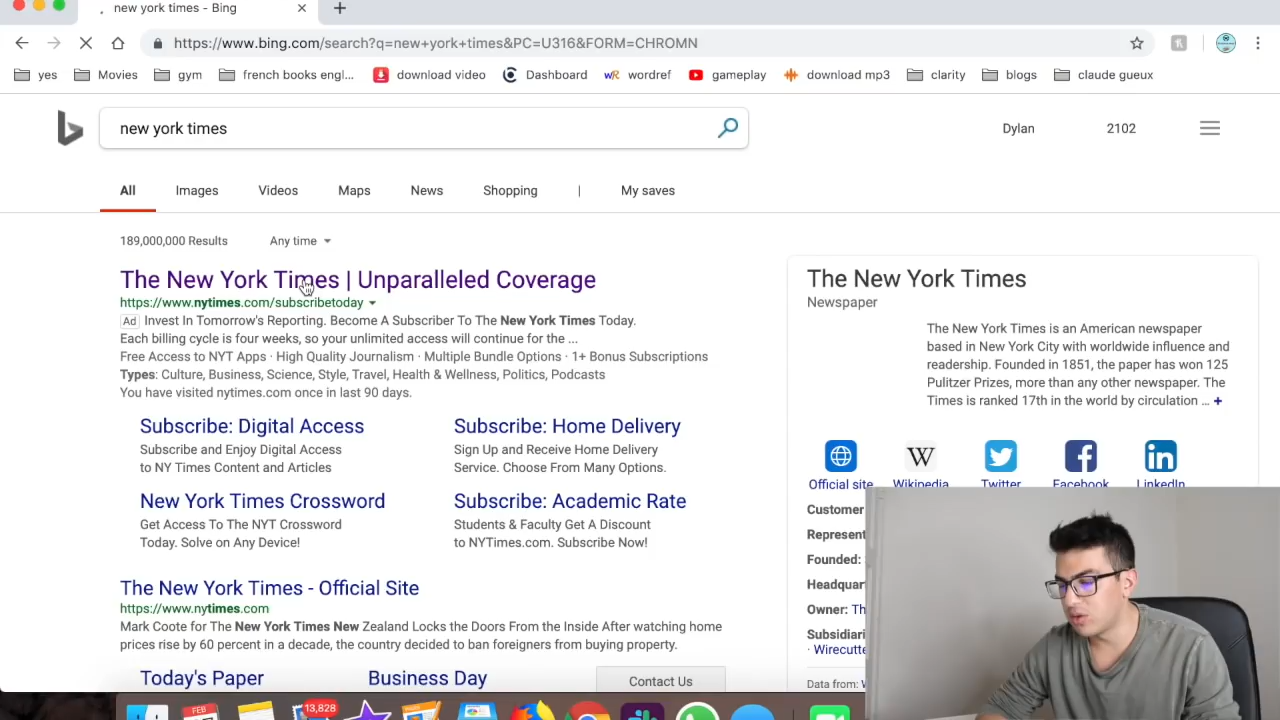 new york times - Bing
https://www.bing.com/search?q=new+york+times&PC=U316&FORM=CHROMN
yes Movies gym french books engl... download video Dashboard wordref gameplay download mp3 clarity blogs claude gueux
new york times
Dylan 2102
All Images Videos Maps News Shopping | My saves
189,000,000 Results Any time
The New York Times | Unparalleled Coverage
https://www.nytimes.com/subscribetoday
Ad Invest In Tomorrow's Reporting. Become A Subscriber To The New York Times Today.
Each billing cycle is four weeks, so your unlimited access will continue for the ...
Free Access to NYT Apps · High Quality Journalism · Multiple Bundle Options · 1+ Bonus Subscriptions
Types: Culture, Business, Science, Style, Travel, Health & Wellness, Politics, Podcasts
You have visited nytimes.com once in last 90 days.
Subscribe: Digital Access
Subscribe and Enjoy Digital Access
to NY Times Content and Articles
Subscribe: Home Delivery
Sign Up and Receive Home Delivery
Service. Choose From Many Options.
New York Times Crossword
Get Access To The NYT Crossword
Today. Solve on Any Device!
Subscribe: Academic Rate
Students & Faculty Get A Discount
to NYTimes.com. Subscribe Now!
The New York Times - Official Site
https://www.nytimes.com
Mark Coote for The New York Times New Zealand Locks the Doors From the Inside After watching home
prices rise by 60 percent in a decade, the country decided to ban foreigners from buying property.
Today's Paper Business Day Contact Us
The New York Times
Newspaper
The New York Times is an American newspaper
based in New York City with worldwide influence and
readership. Founded in 1851, the paper has won 125
Pulitzer Prizes, more than any other newspaper. The
Times is ranked 17th in the world by circulation ... +
W
Official site Wikipedia Twitter Facebook LinkedIn
Customer
Represent
Founded:
Headquar
Owner: Th
Subsidiari
· Wirecutte
Data from: W
FEB 13,828